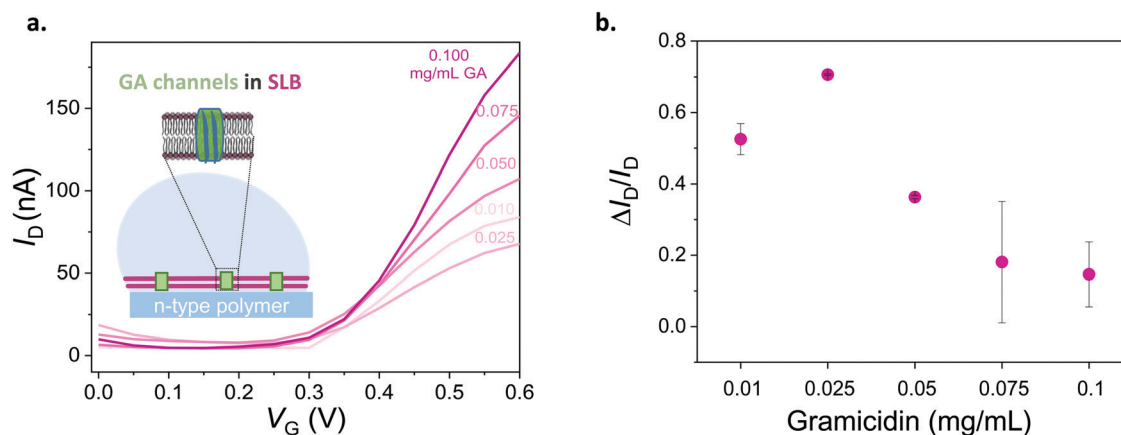 a.
GA channels in SLB
n-type polymer
0.100
mg/mL GA
0.075
0.050
0.010
0.025
150
100
50
0
I_D (nA)
0.0 0.1 0.2 0.3 0.4 0.5 0.6
V_G (V)
b.
0.8
0.6
0.4
0.2
0.0
ΔI_D/I_D
0.01 0.025 0.05 0.075 0.1
Gramicidin (mg/mL)